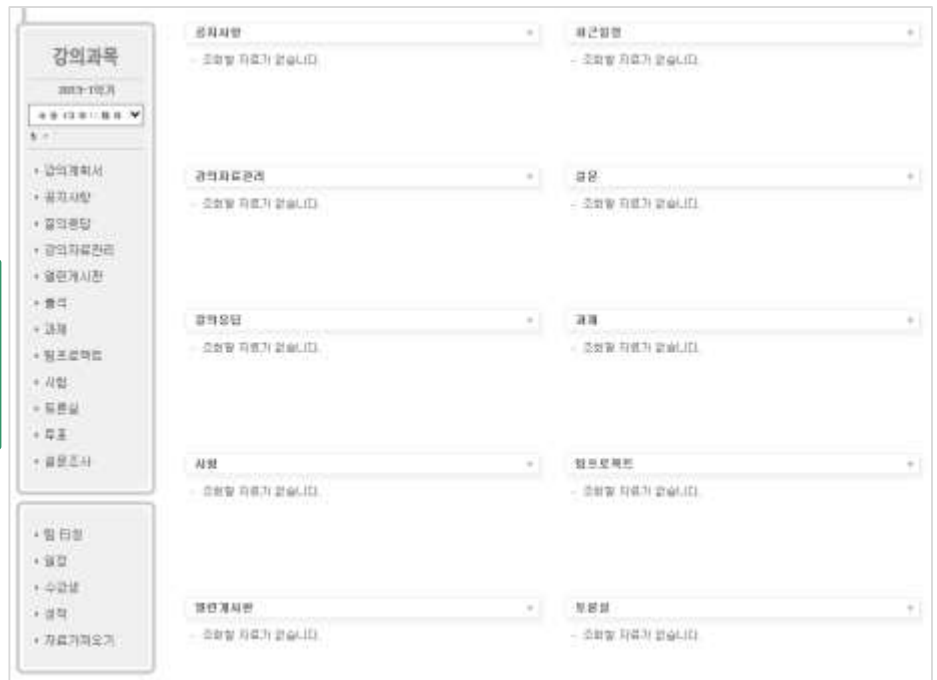 강의과목
강의계획서
공지사항
질의응답
강의자료관리
열린게시판
출석
과제
팀프로젝트
시험
토론실
투표
설문조사
일정
수강생
성적
자료가져오기
공지사항
- 조회할 자료가 없습니다.
최근일정
- 조회할 자료가 없습니다.
강의자료관리
- 조회할 자료가 없습니다.
설문
- 조회할 자료가 없습니다.
질의응답
- 조회할 자료가 없습니다.
과제
- 조회할 자료가 없습니다.
시험
- 조회할 자료가 없습니다.
팀프로젝트
- 조회할 자료가 없습니다.
열린게시판
- 조회할 자료가 없습니다.
토론실
- 조회할 자료가 없습니다.